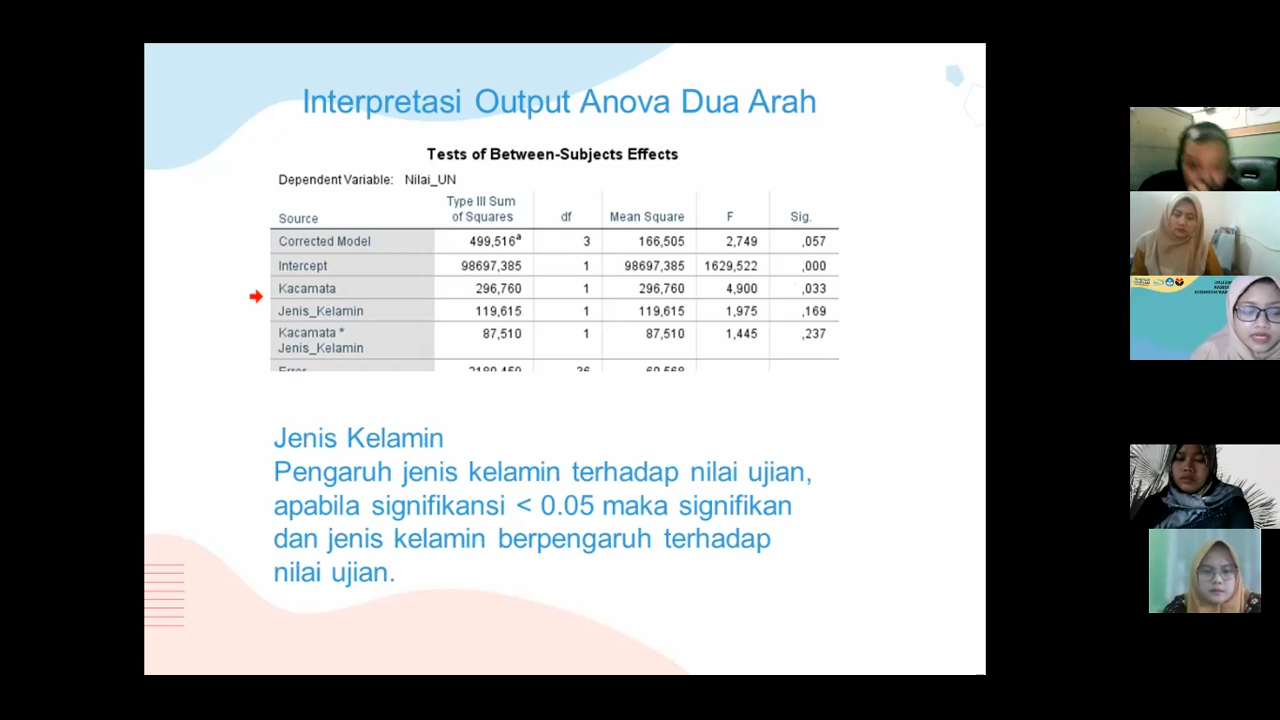 Interpretasi Output Anova Dua Arah
Tests of Between-Subjects Effects
Dependent Variable: Nilai_UN
Source Type III Sum of Squares df Mean Square F Sig.
Corrected Model 499,516a 3 166,505 2,749 ,057
Intercept 98697,385 1 98697,385 1629,522 ,000
Kacamata 296,760 1 296,760 4,900 ,033
Jenis_Kelamin 119,615 1 119,615 1,975 ,169
Kacamata * Jenis_Kelamin 87,510 1 87,510 1,445 ,237
Error 2180,459 36 60,568
Jenis Kelamin
Pengaruh jenis kelamin terhadap nilai ujian,
apabila signifikansi < 0.05 maka signifikan
dan jenis kelamin berpengaruh terhadap
nilai ujian.